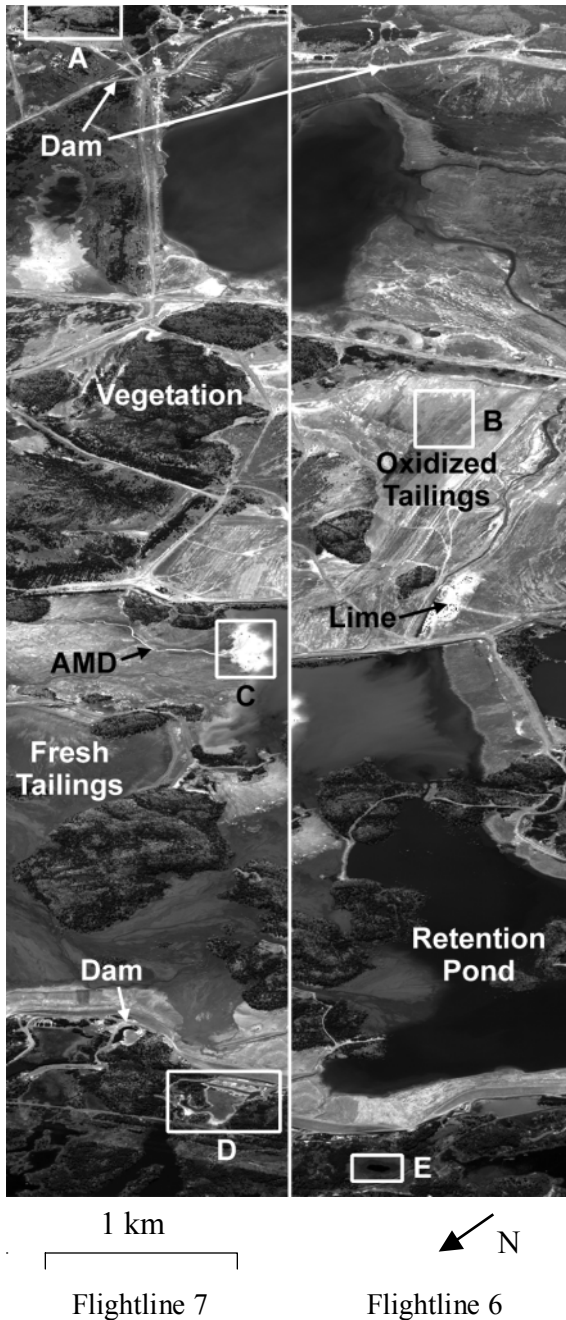 A
Dam
Vegetation
B
Oxidized
Tailings
Lime
AMD
C
Fresh
Tailings
Retention
Pond
Dam
D
E
1 km
N
Flightline 7
Flightline 6